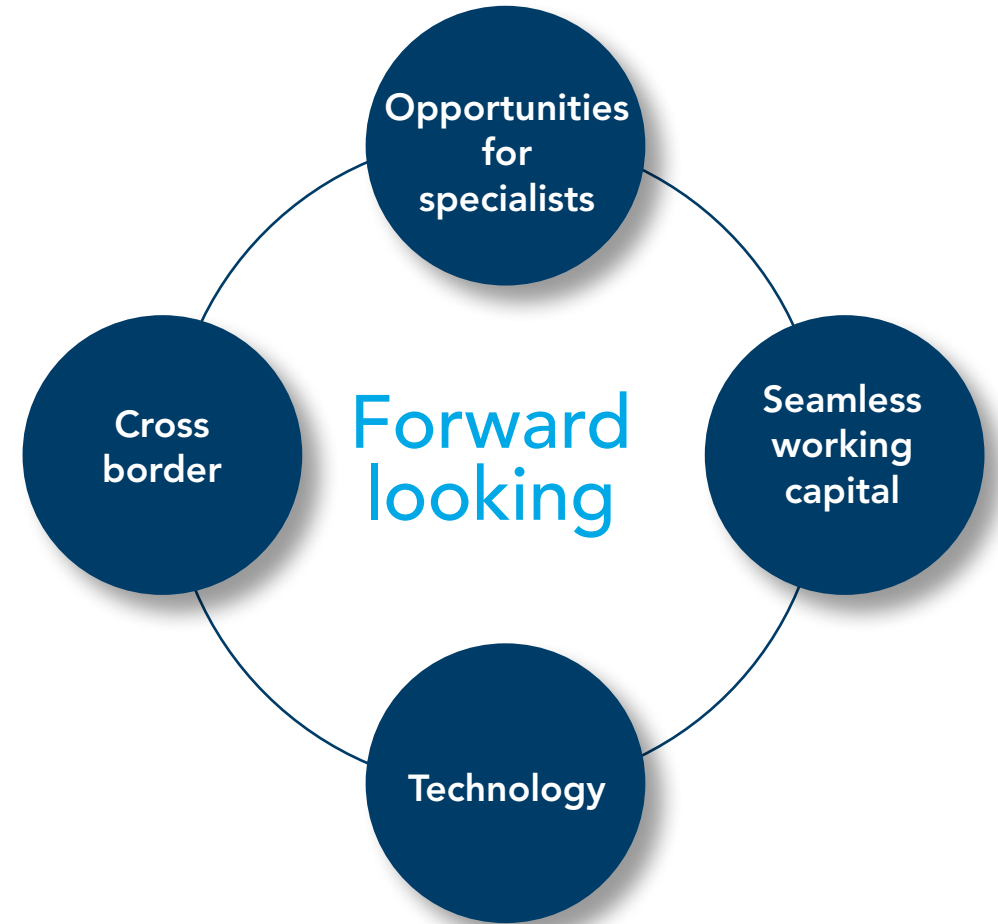 Opportunities
for
specialists
Cross
border
Forward
looking
Seamless
working
capital
Technology